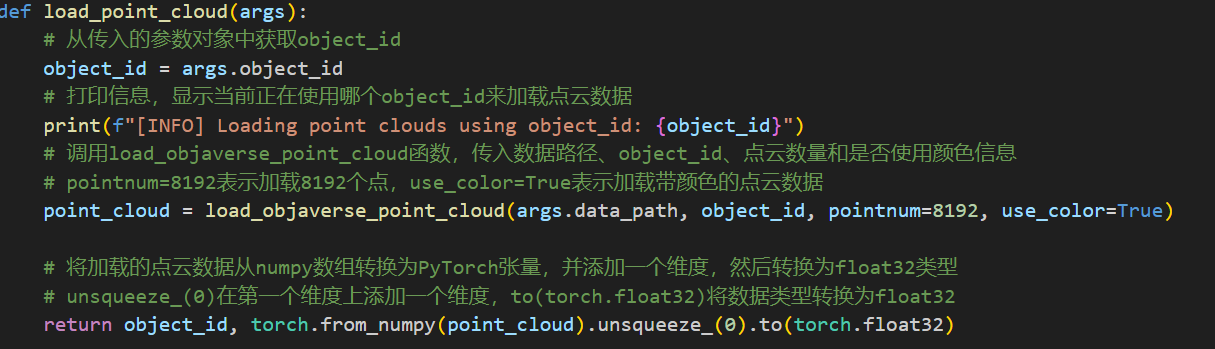 def load_point_cloud(args):
    # 从传入的参数对象中获取object_id
    object_id = args.object_id
    # 打印信息，显示当前正在使用哪个object_id来加载点云数据
    print(f"[INFO] Loading point clouds using object_id: {object_id}")
    # 调用load_objaverse_point_cloud函数，传入数据路径、object_id、点云数量和是否使用颜色信息
    # pointnum=8192表示加载8192个点，use_color=True表示加载带颜色的点云数据
    point_cloud = load_objaverse_point_cloud(args.data_path, object_id, pointnum=8192, use_color=True)

    # 将加载的点云数据从numpy数组转换为PyTorch张量，并添加一个维度，然后转换为float32类型
    # unsqueeze_(0)在第一个维度上添加一个维度，to(torch.float32)将数据类型转换为float32
    return object_id, torch.from_numpy(point_cloud).unsqueeze_(0).to(torch.float32)